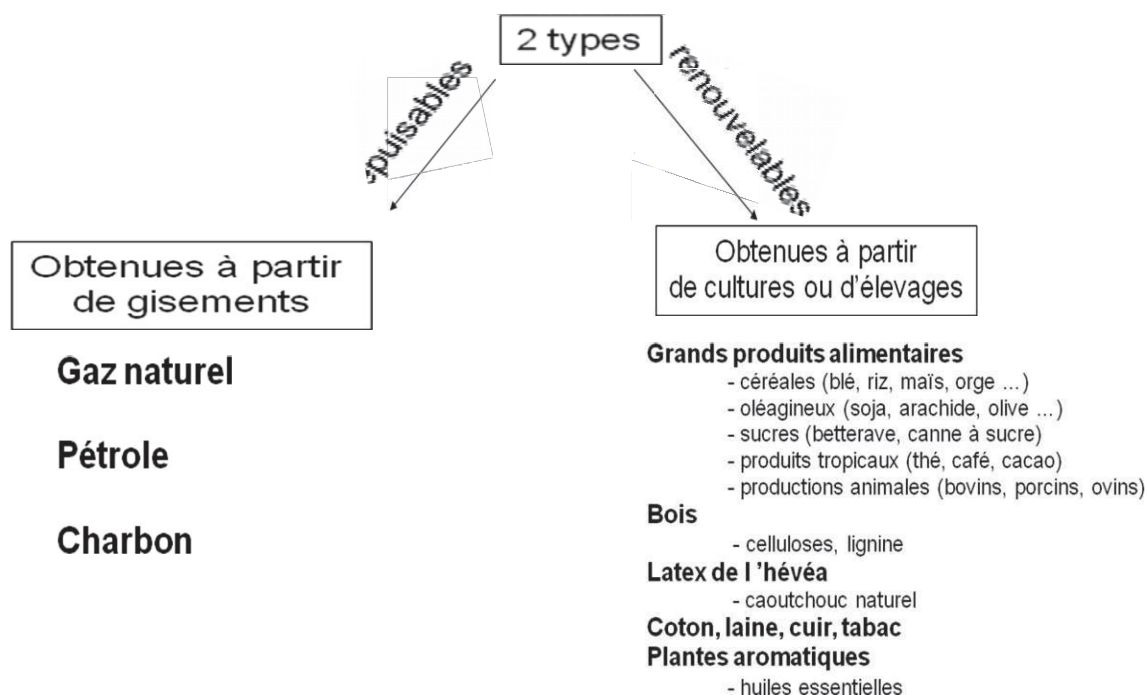 2 types
épuisables
renouvelables
Obtenues à partir
de gisements
Gaz naturel
Pétrole
Charbon
Obtenues à partir
de cultures ou d'élevages
Grands produits alimentaires
- céréales (blé, riz, maïs, orge ...)
- oléagineux (soja, arachide, olive ...)
- sucres (betterave, canne à sucre)
- produits tropicaux (thé, café, cacao)
- productions animales (bovins, porcins, ovins)
Bois
- celluloses, lignine
Latex de l 'hévéa
- caoutchouc naturel
Coton, laine, cuir, tabac
Plantes aromatiques
- huiles essentielles